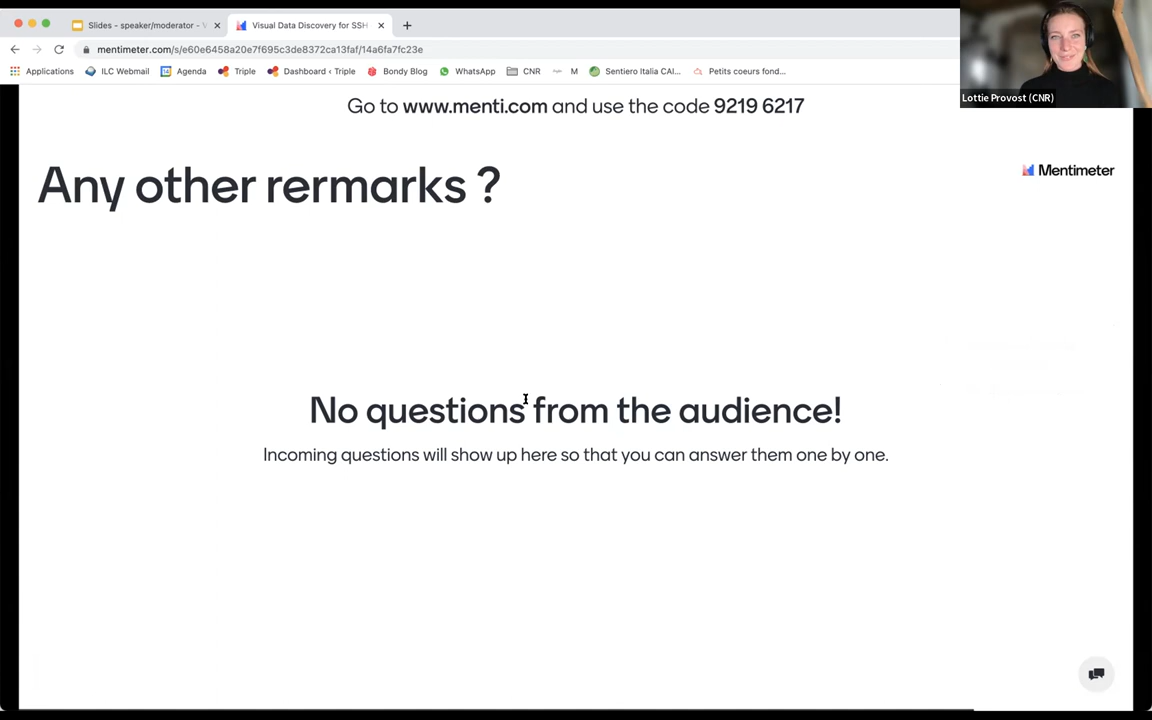 Slides - speaker/moderator - V
Visual Data Discovery for SSH
mentimeter.com/s/e60e6458a20e7f695c3de8372ca13faf/14a6fa7fc23e
Applications ILC Webmail Agenda Triple Dashboard ‹ Triple Bondy Blog WhatsApp CNR M Sentiero Italia CAI... Petits coeurs fond...
Lottie Provost (CNR)
Go to www.menti.com and use the code 9219 6217
Any other rermarks ?
Mentimeter
No questions from the audience!
Incoming questions will show up here so that you can answer them one by one.